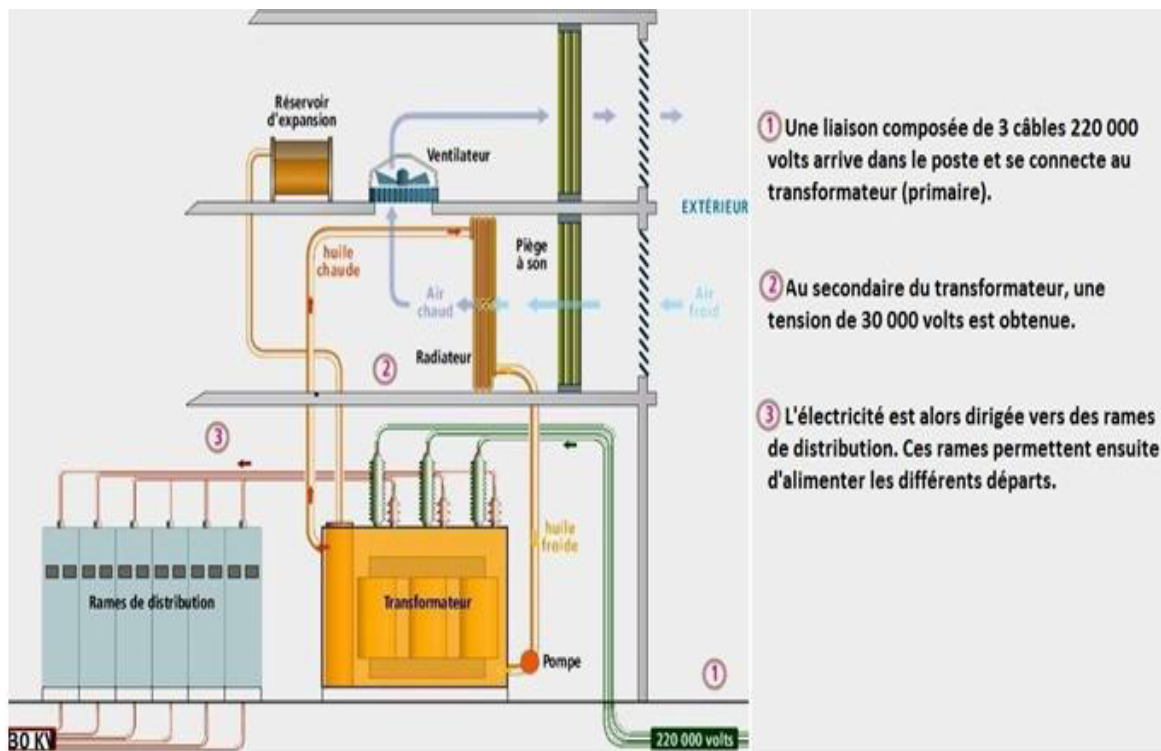 Réservoir
d'expansion
Ventilateur
EXTÉRIEUR
huile
chaude
Piège
à son
Air
chaud
Air
froid
Radiateur
2
3
huile
froide
Rames de distribution
Transformateur
Pompe
1
30 KV
220 000 volts
1 Une liaison composée de 3 câbles 220 000
volts arrive dans le poste et se connecte au
transformateur (primaire).
2 Au secondaire du transformateur, une
tension de 30 000 volts est obtenue.
3 L'électricité est alors dirigée vers des rames
de distribution. Ces rames permettent ensuite
d'alimenter les différents départs.